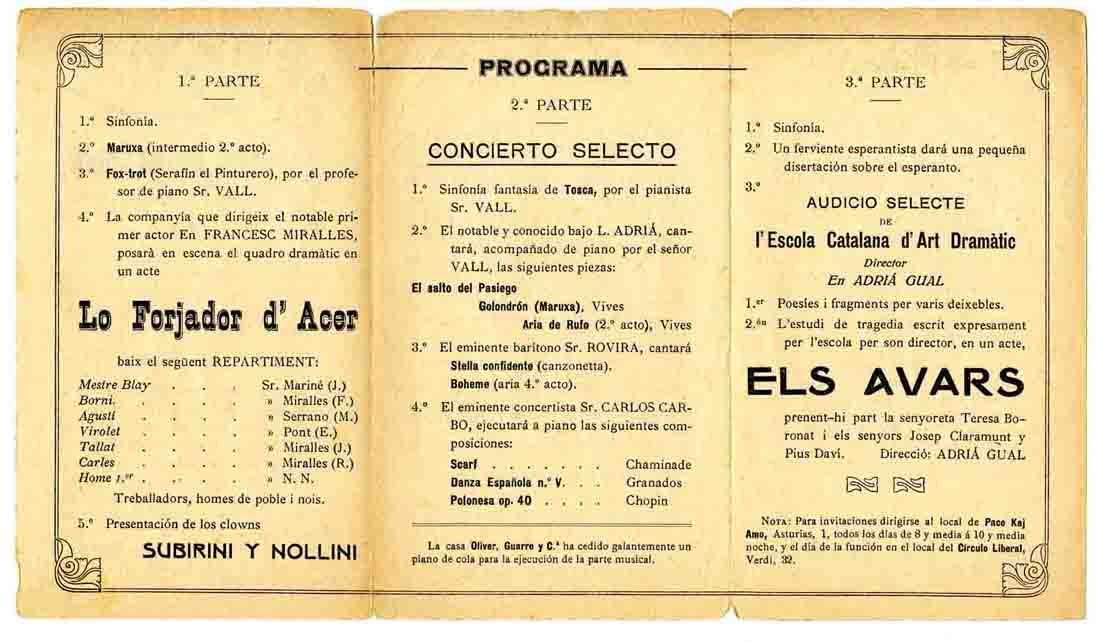 PROGRAMA
1.ª PARTE
1.º Sinfonía.
2.º Maruxa (intermedio 2.º acto).
3.º Fox-trot (Serafín el Pinturero), por el profe-
sor de piano Sr. VALL.
4.º La companyía que dirigeix el notable pri-
mer actor En FRANCESC MIRALLES,
posarà en escena el quadro dramàtic en
un acte
Lo Forjador d' Acer
baix el següent REPARTIMENT:
Mestre Blay . . . Sr. Mariné (J.)
Borni. . . . » Miralles (F.)
Agustí . . . . » Serrano (M.)
Virolet . . . . » Pont (E.)
Tallat . . . . » Miralles (J.)
Carles . . . . » Miralles (R.)
Home 1.er . . . . » N. N.
Treballadors, homes de poble i nois.
5.º Presentación de los clowns
SUBIRINI Y NOLLINI
2.ª PARTE
CONCIERTO SELECTO
1.º Sinfonía fantasía de Tosca, por el pianista
Sr. VALL.
2.º El notable y conocido bajo L. ADRIÁ, can-
tará, acompañado de piano por el señor
VALL, las siguientes piezas:
El salto del Pasiego
Golondrón (Maruxa), Vives
Aria de Rufo (2.º acto), Vives
3.º El eminente barítono Sr. ROVIRA, cantará
Stella confidente (canzonetta).
Boheme (aria 4.º acto).
4.º El eminente concertista Sr. CARLOS CAR-
BO, ejecutará a piano las siguientes com-
posiciones:
Scarf . . . . . . . Chaminade
Danza Española n.º V. . . Granados
Polonesa op. 40 . . . . Chopin
La casa Oliver, Guarre y C.ª ha cedido galantemente un
piano de cola para la ejecución de la parte musical.
3.ª PARTE
1.º Sinfonía.
2.º Un ferviente esperantista dará una pequeña
disertación sobre el esperanto.
3.º
AUDICIO SELECTE
DE
l'Escola Catalana d'Art Dramàtic
Director
En ADRIÁ GUAL
1.er Poesíes i fragments per varis deixebles.
2.ón L'estudi de tragedia escrit expresament
per l'escola per son director, en un acte,
ELS AVARS
prenent-hi part la senyoreta Teresa Bo-
ronat i els senyors Josep Claramunt y
Pius Daví. Direcció: ADRIÁ GUAL
NOTA: Para invitaciones dirigirse al local de Paco Kaj
Amo, Asturias, 1, todos los días de 8 y media á 10 y media
noche, y el día de la función en el local del Círculo Liberal,
Verdi, 32.